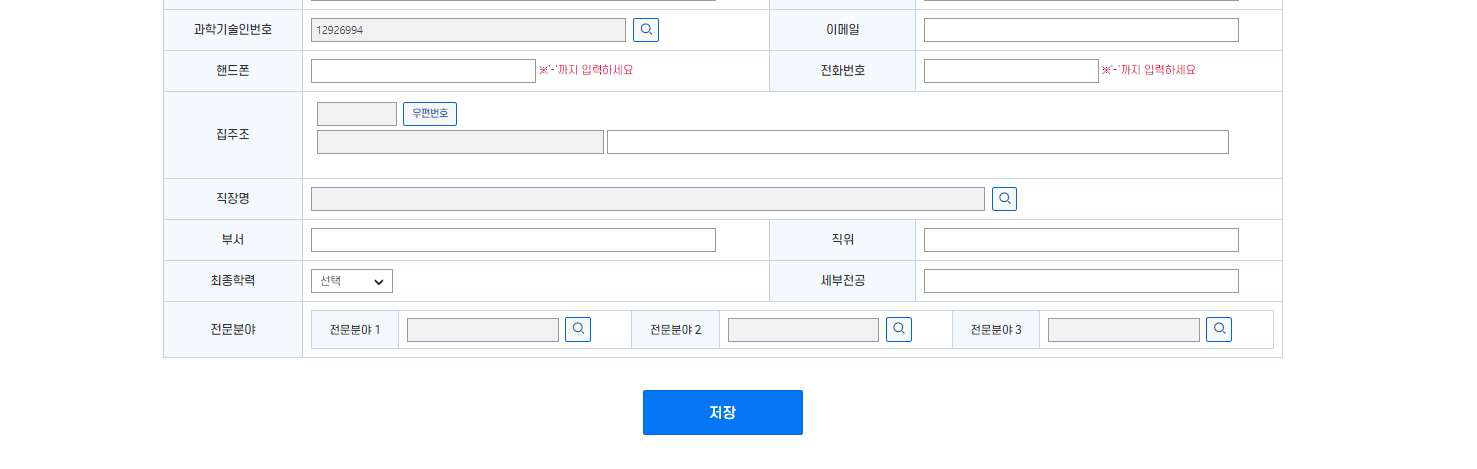 과학기술인번호 12926994 이메일
핸드폰 ※'-'까지 입력하세요 전화번호 ※'-'까지 입력하세요
우편번호
집주조
직장명
부서 직위
최종학력 선택 세부전공
전문분야 전문분야 1 전문분야 2 전문분야 3
저장